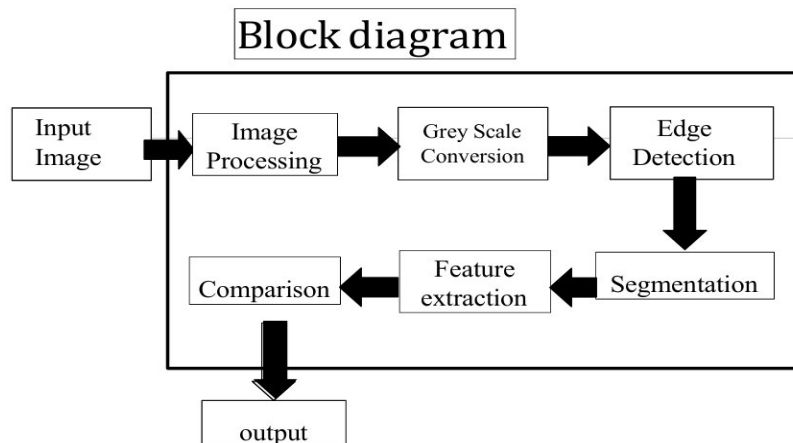 Block diagram
Input
Image
Image
Processing
Grey Scale
Conversion
Edge
Detection
Segmentation
Feature
extraction
Comparison
output